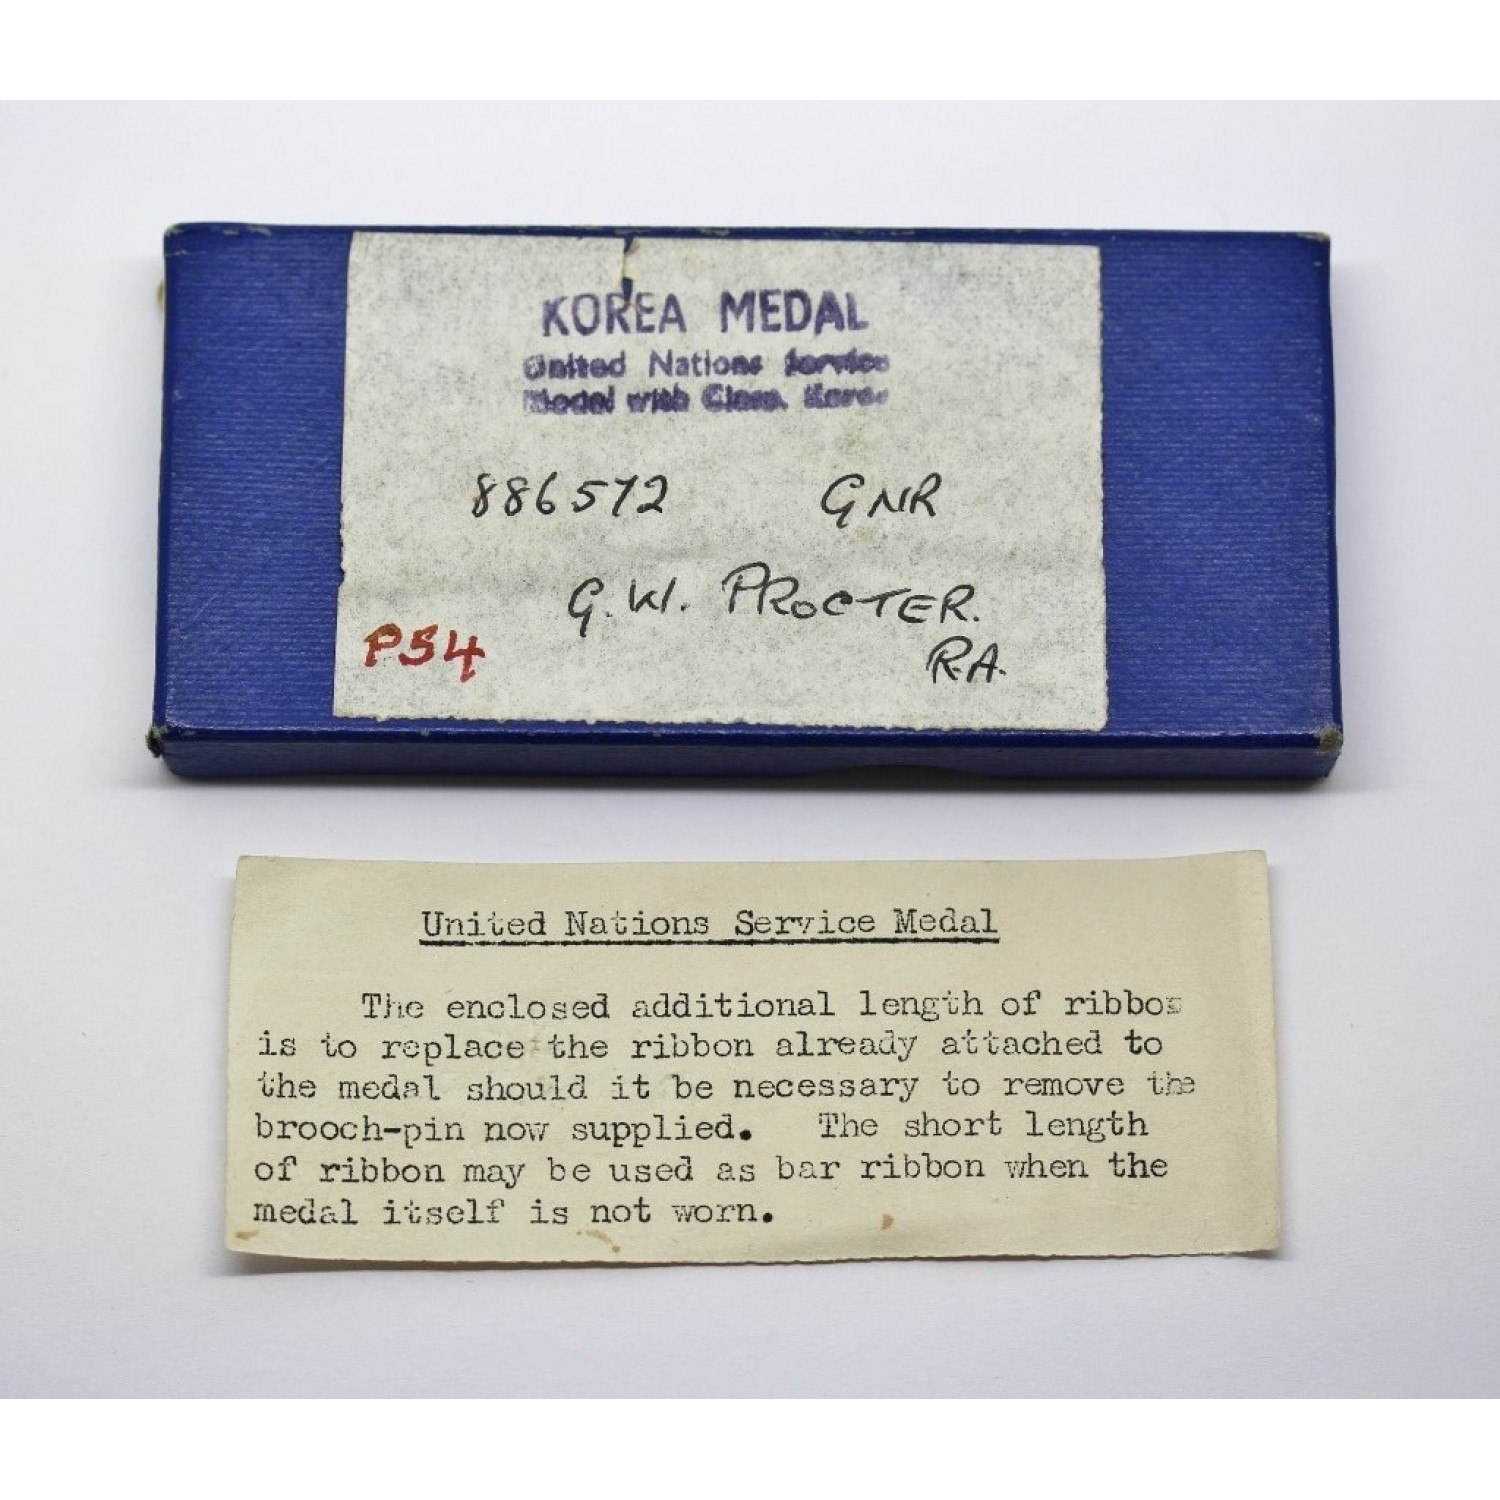 KOREA MEDAL
United Nations Service
Medal with Clasp. Korea
886572 GNR
G.W. PROCTER.
P54 R.A.
United Nations Service Medal
The enclosed additional length of ribbon
is to replace the ribbon already attached to
the medal should it be necessary to remove the
brooch-pin now supplied. The short length
of ribbon may be used as bar ribbon when the
medal itself is not worn.